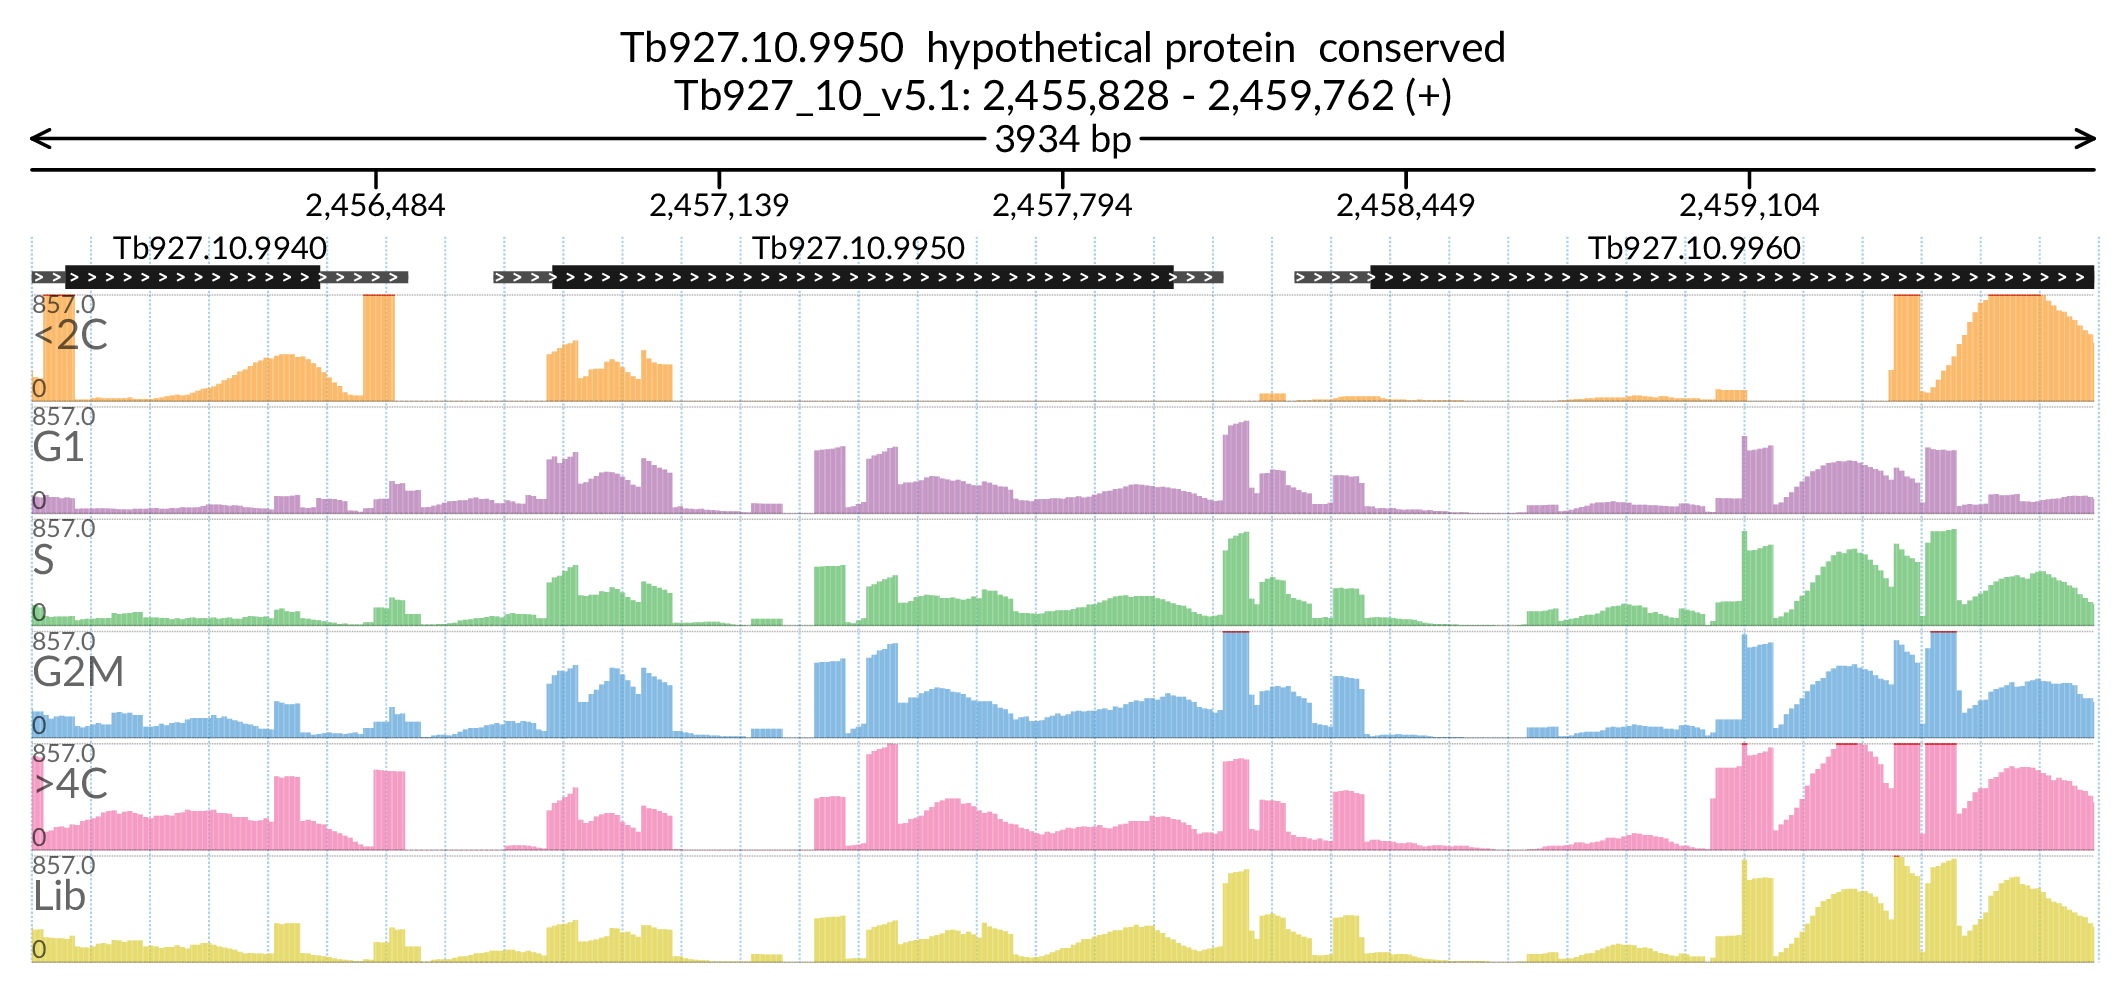 Tb927.10.9950  hypothetical protein  conserved
Tb927_10_v5.1: 2,455,828 - 2,459,762 (+)
3934 bp
2,456,484 2,457,139 2,457,794 2,458,449 2,459,104
Tb927.10.9940 Tb927.10.9950 Tb927.10.9960
857.0
<2C
0
857.0
G1
0
857.0
S
0
857.0
G2M
0
857.0
>4C
0
857.0
Lib
0